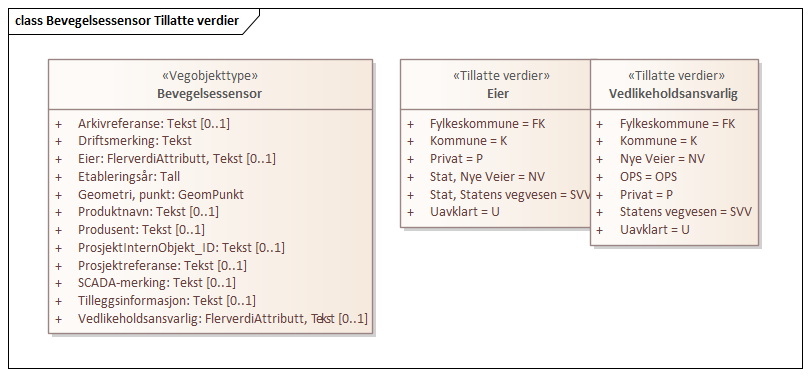 class Bevegelsessensor Tillatte verdier
«Vegobjekttype»
Bevegelsessensor
+ Arkivreferanse: Tekst [0..1]
+ Driftsmerking: Tekst
+ Eier: FlerverdiAttributt, Tekst [0..1]
+ Etableringsår: Tall
+ Geometri, punkt: GeomPunkt
+ Produktnavn: Tekst [0..1]
+ Produsent: Tekst [0..1]
+ ProsjektInternObjekt_ID: Tekst [0..1]
+ Prosjektreferanse: Tekst [0..1]
+ SCADA-merking: Tekst [0..1]
+ Tilleggsinformasjon: Tekst [0..1]
+ Vedlikeholdsansvarlig: FlerverdiAttributt, Tekst [0..1]
«Tillatte verdier»
Eier
+ Fylkeskommune = FK
+ Kommune = K
+ Privat = P
+ Stat, Nye Veier = NV
+ Stat, Statens vegvesen = SVV
+ Uavklart = U
«Tillatte verdier»
Vedlikeholdsansvarlig
+ Fylkeskommune = FK
+ Kommune = K
+ Nye Veier = NV
+ OPS = OPS
+ Privat = P
+ Statens vegvesen = SVV
+ Uavklart = U